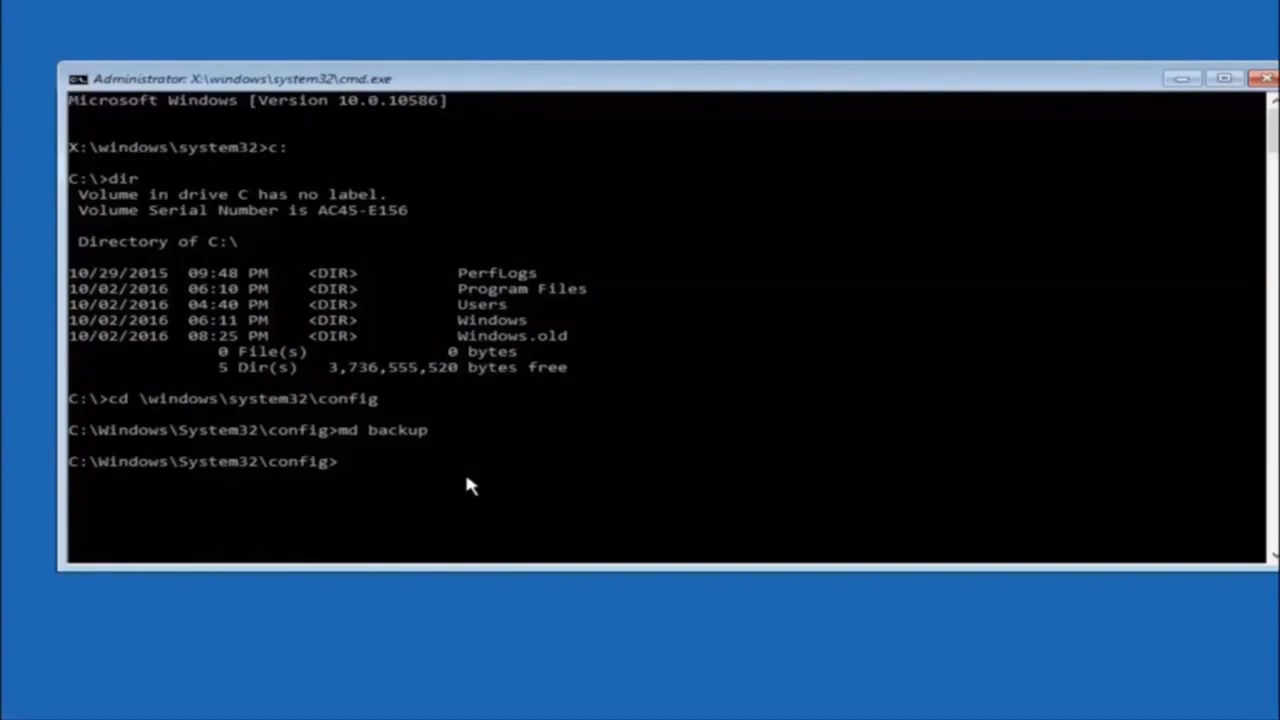 Administrator: X:\windows\system32\cmd.exe
Microsoft Windows [Version 10.0.10586]
X:\windows\system32>c:
C:\>dir
Volume in drive C has no label.
Volume Serial Number is AC45-E156
Directory of C:\
10/29/2015 09:48 PM <DIR> PerfLogs
10/02/2016 06:10 PM <DIR> Program Files
10/02/2016 04:40 PM <DIR> Users
10/02/2016 06:11 PM <DIR> Windows
10/02/2016 08:25 PM <DIR> Windows.old
0 File(s) 0 bytes
5 Dir(s) 3,736,555,520 bytes free
C:\>cd \windows\system32\config
C:\Windows\System32\config>md backup
C:\Windows\System32\config>